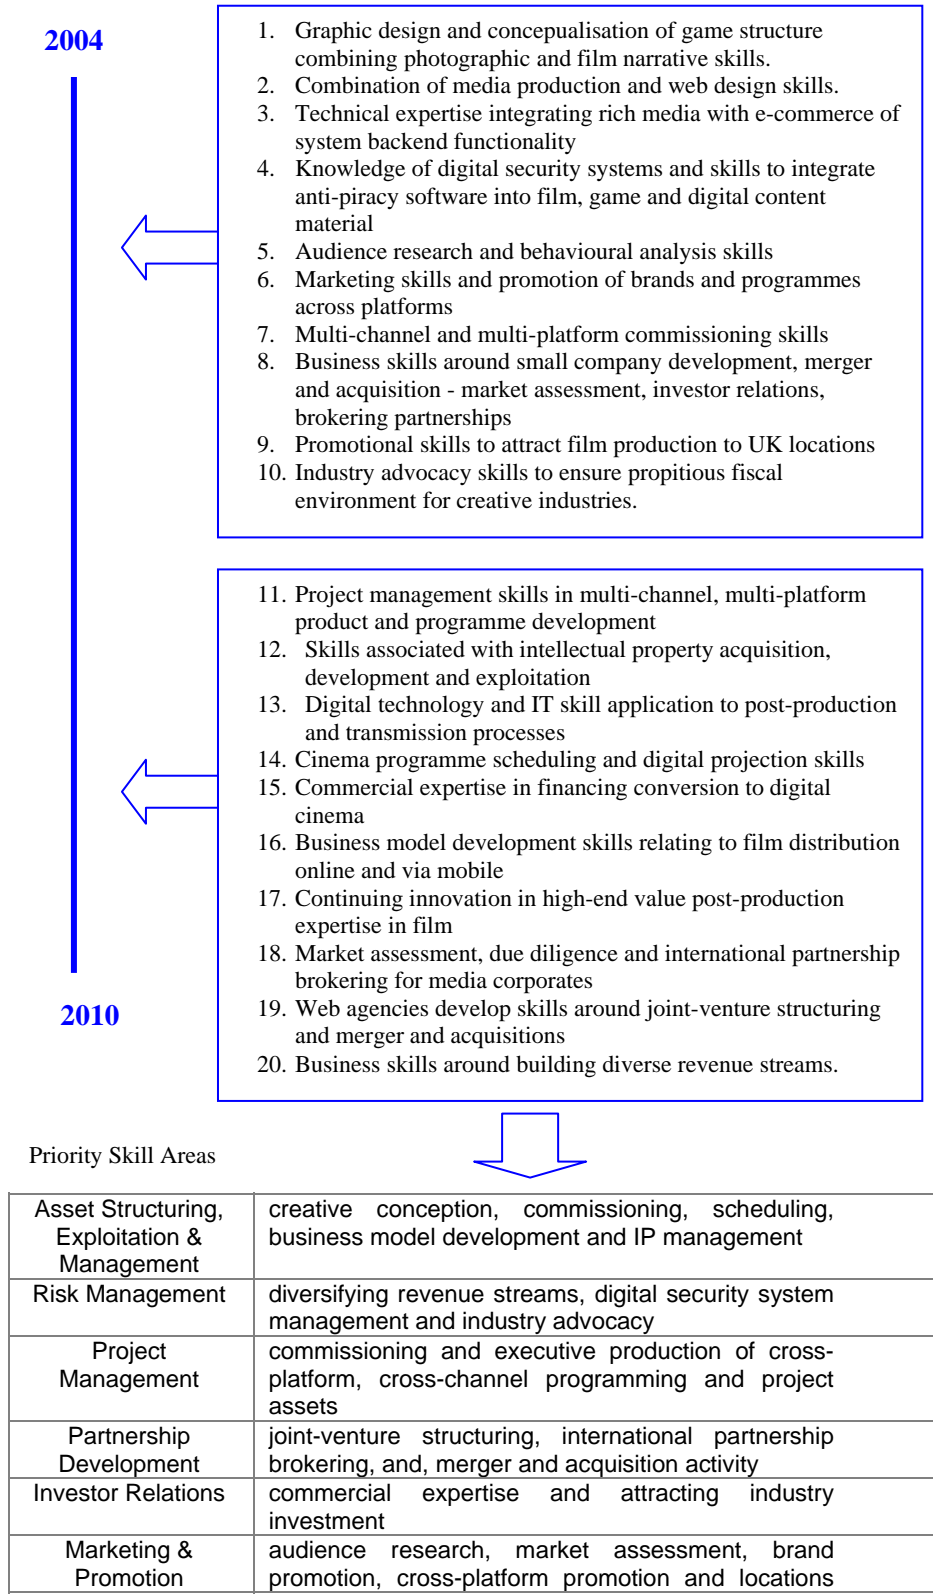 2004
1. Graphic design and concepualisation of game structure
combining photographic and film narrative skills.
2. Combination of media production and web design skills.
3. Technical expertise integrating rich media with e-commerce of
system backend functionality
4. Knowledge of digital security systems and skills to integrate
anti-piracy software into film, game and digital content
material
5. Audience research and behavioural analysis skills
6. Marketing skills and promotion of brands and programmes
across platforms
7. Multi-channel and multi-platform commissioning skills
8. Business skills around small company development, merger
and acquisition - market assessment, investor relations,
brokering partnerships
9. Promotional skills to attract film production to UK locations
10. Industry advocacy skills to ensure propitious fiscal
environment for creative industries.
11. Project management skills in multi-channel, multi-platform
product and programme development
12. Skills associated with intellectual property acquisition,
development and exploitation
13. Digital technology and IT skill application to post-production
and transmission processes
14. Cinema programme scheduling and digital projection skills
15. Commercial expertise in financing conversion to digital
cinema
16. Business model development skills relating to film distribution
online and via mobile
17. Continuing innovation in high-end value post-production
expertise in film
18. Market assessment, due diligence and international partnership
brokering for media corporates
19. Web agencies develop skills around joint-venture structuring
and merger and acquisitions
20. Business skills around building diverse revenue streams.
2010
Priority Skill Areas
Asset Structuring,
Exploitation &
Management
creative conception, commissioning, scheduling,
business model development and IP management
Risk Management
diversifying revenue streams, digital security system
management and industry advocacy
Project
Management
commissioning and executive production of cross-
platform, cross-channel programming and project
assets
Partnership
Development
joint-venture structuring, international partnership
brokering, and, merger and acquisition activity
Investor Relations
commercial expertise and attracting industry
investment
Marketing &
Promotion
audience research, market assessment, brand
promotion, cross-platform promotion and locations